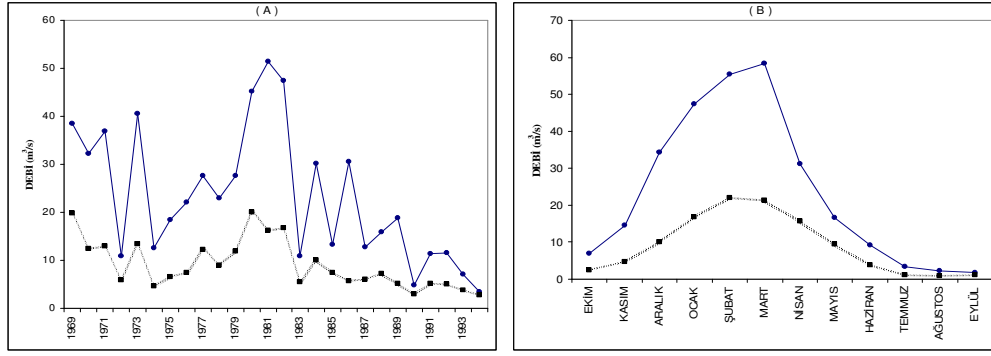 ( A )
60
50
40
30
20
10
0
DEBİ (m³/s)
1969
1971
1973
1975
1977
1979
1981
1983
1985
1987
1989
1991
1993
( B )
70
60
50
40
30
20
10
0
DEBİ (m³/s)
EKİM
KASIM
ARALIK
OCAK
ŞUBAT
MART
NİSAN
MAYIS
HAZİRAN
TEMMUZ
AĞUSTOS
EYLÜL